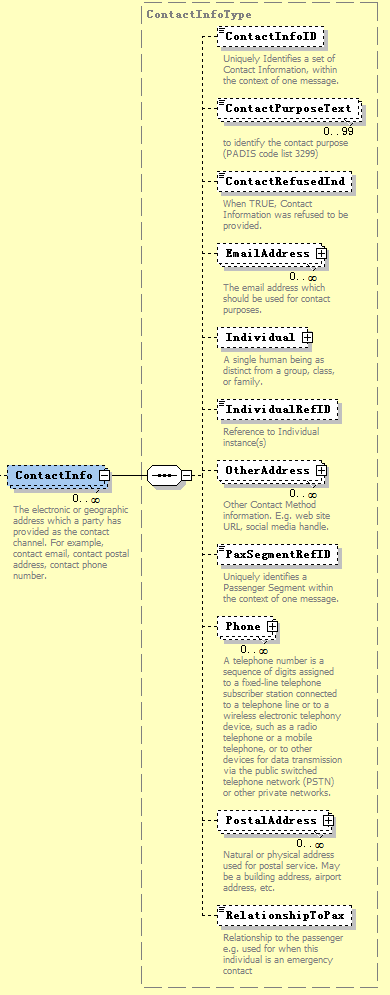 ContactInfoType
ContactInfoID
Uniquely Identifies a set of
Contact Information, within
the context of one message.
ContactPurposeText
0..99
to identify the contact purpose
(PADIS code list 3299)
ContactRefusedInd
When TRUE, Contact
Information was refused to be
provided.
EmailAddress
0..∞
The email address which
should be used for contact
purposes.
Individual
A single human being as
distinct from a group, class,
or family.
IndividualRefID
Reference to Individual
instance(s)
ContactInfo
0..∞
The electronic or geographic
address which a party has
provided as the contact
channel. For example,
contact email, contact postal
address, contact phone
number.
OtherAddress
0..∞
Other Contact Method
information. E.g. web site
URL, social media handle.
PaxSegmentRefID
Uniquely identifies a
Passenger Segment within
the context of one message.
Phone
0..∞
A telephone number is a
sequence of digits assigned
to a fixed-line telephone
subscriber station connected
to a telephone line or to a
wireless electronic telephony
device, such as a radio
telephone or a mobile
telephone, or to other
devices for data transmission
via the public switched
telephone network (PSTN)
or other private networks.
PostalAddress
0..∞
Natural or physical address
used for postal service. May
be a building address, airport
address, etc.
RelationshipToPax
Relationship to the passenger
e.g. used for when this
individual is an emergency
contact